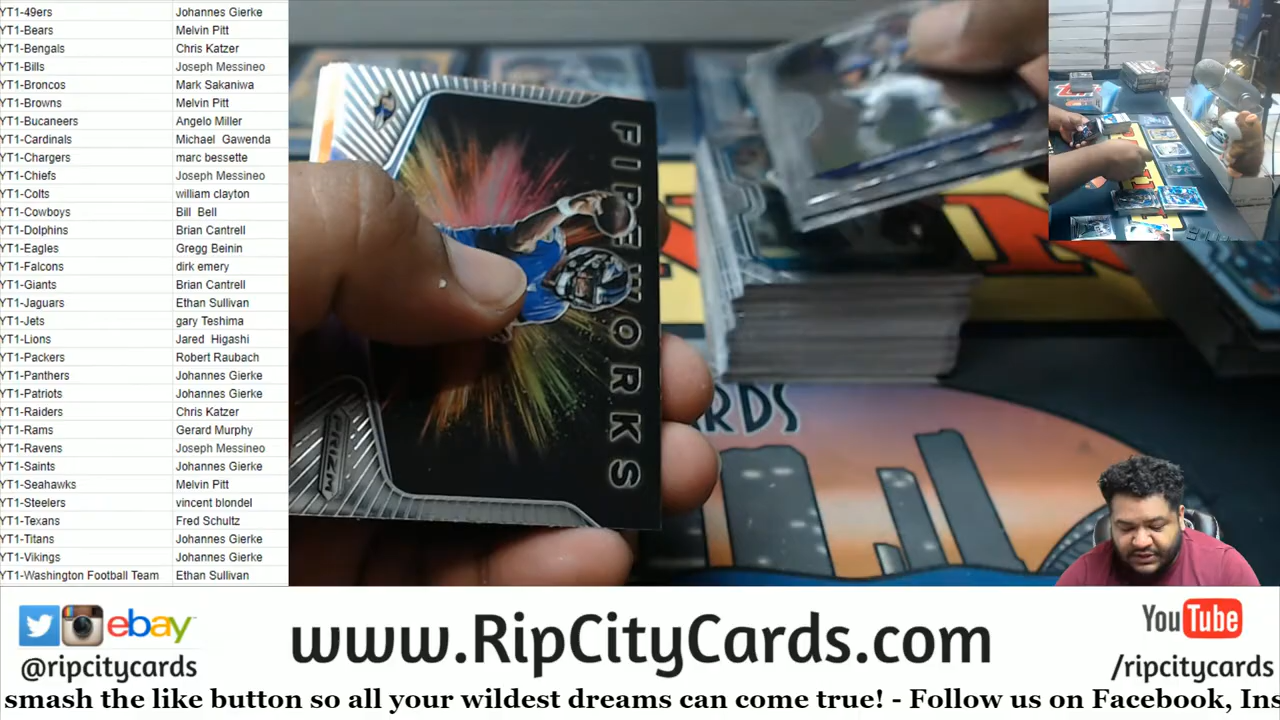 YT1-49ers Johannes Gierke
YT1-Bears Melvin Pitt
YT1-Bengals Chris Katzer
YT1-Bills Joseph Messineo
YT1-Broncos Mark Sakaniwa
YT1-Browns Melvin Pitt
YT1-Bucaneers Angelo Miller
YT1-Cardinals Michael Gawenda
YT1-Chargers marc bessette
YT1-Chiefs Joseph Messineo
YT1-Colts william clayton
YT1-Cowboys Bill Bell
YT1-Dolphins Brian Cantrell
YT1-Eagles Gregg Beinin
YT1-Falcons dirk emery
YT1-Giants Brian Cantrell
YT1-Jaguars Ethan Sullivan
YT1-Jets gary Teshima
YT1-Lions Jared Higashi
YT1-Packers Robert Raubach
YT1-Panthers Johannes Gierke
YT1-Patriots Johannes Gierke
YT1-Raiders Chris Katzer
YT1-Rams Gerard Murphy
YT1-Ravens Joseph Messineo
YT1-Saints Johannes Gierke
YT1-Seahawks Melvin Pitt
YT1-Steelers vincent blondel
YT1-Texans Fred Schultz
YT1-Titans Johannes Gierke
YT1-Vikings Johannes Gierke
YT1-Washington Football Team Ethan Sullivan
FIREWORKS
PRIZM
ARDS
ebay
@ripcitycards
www.RipCityCards.com
YouTube
/ripcitycards
smash the like button so all your wildest dreams can come true! - Follow us on Facebook, Ins